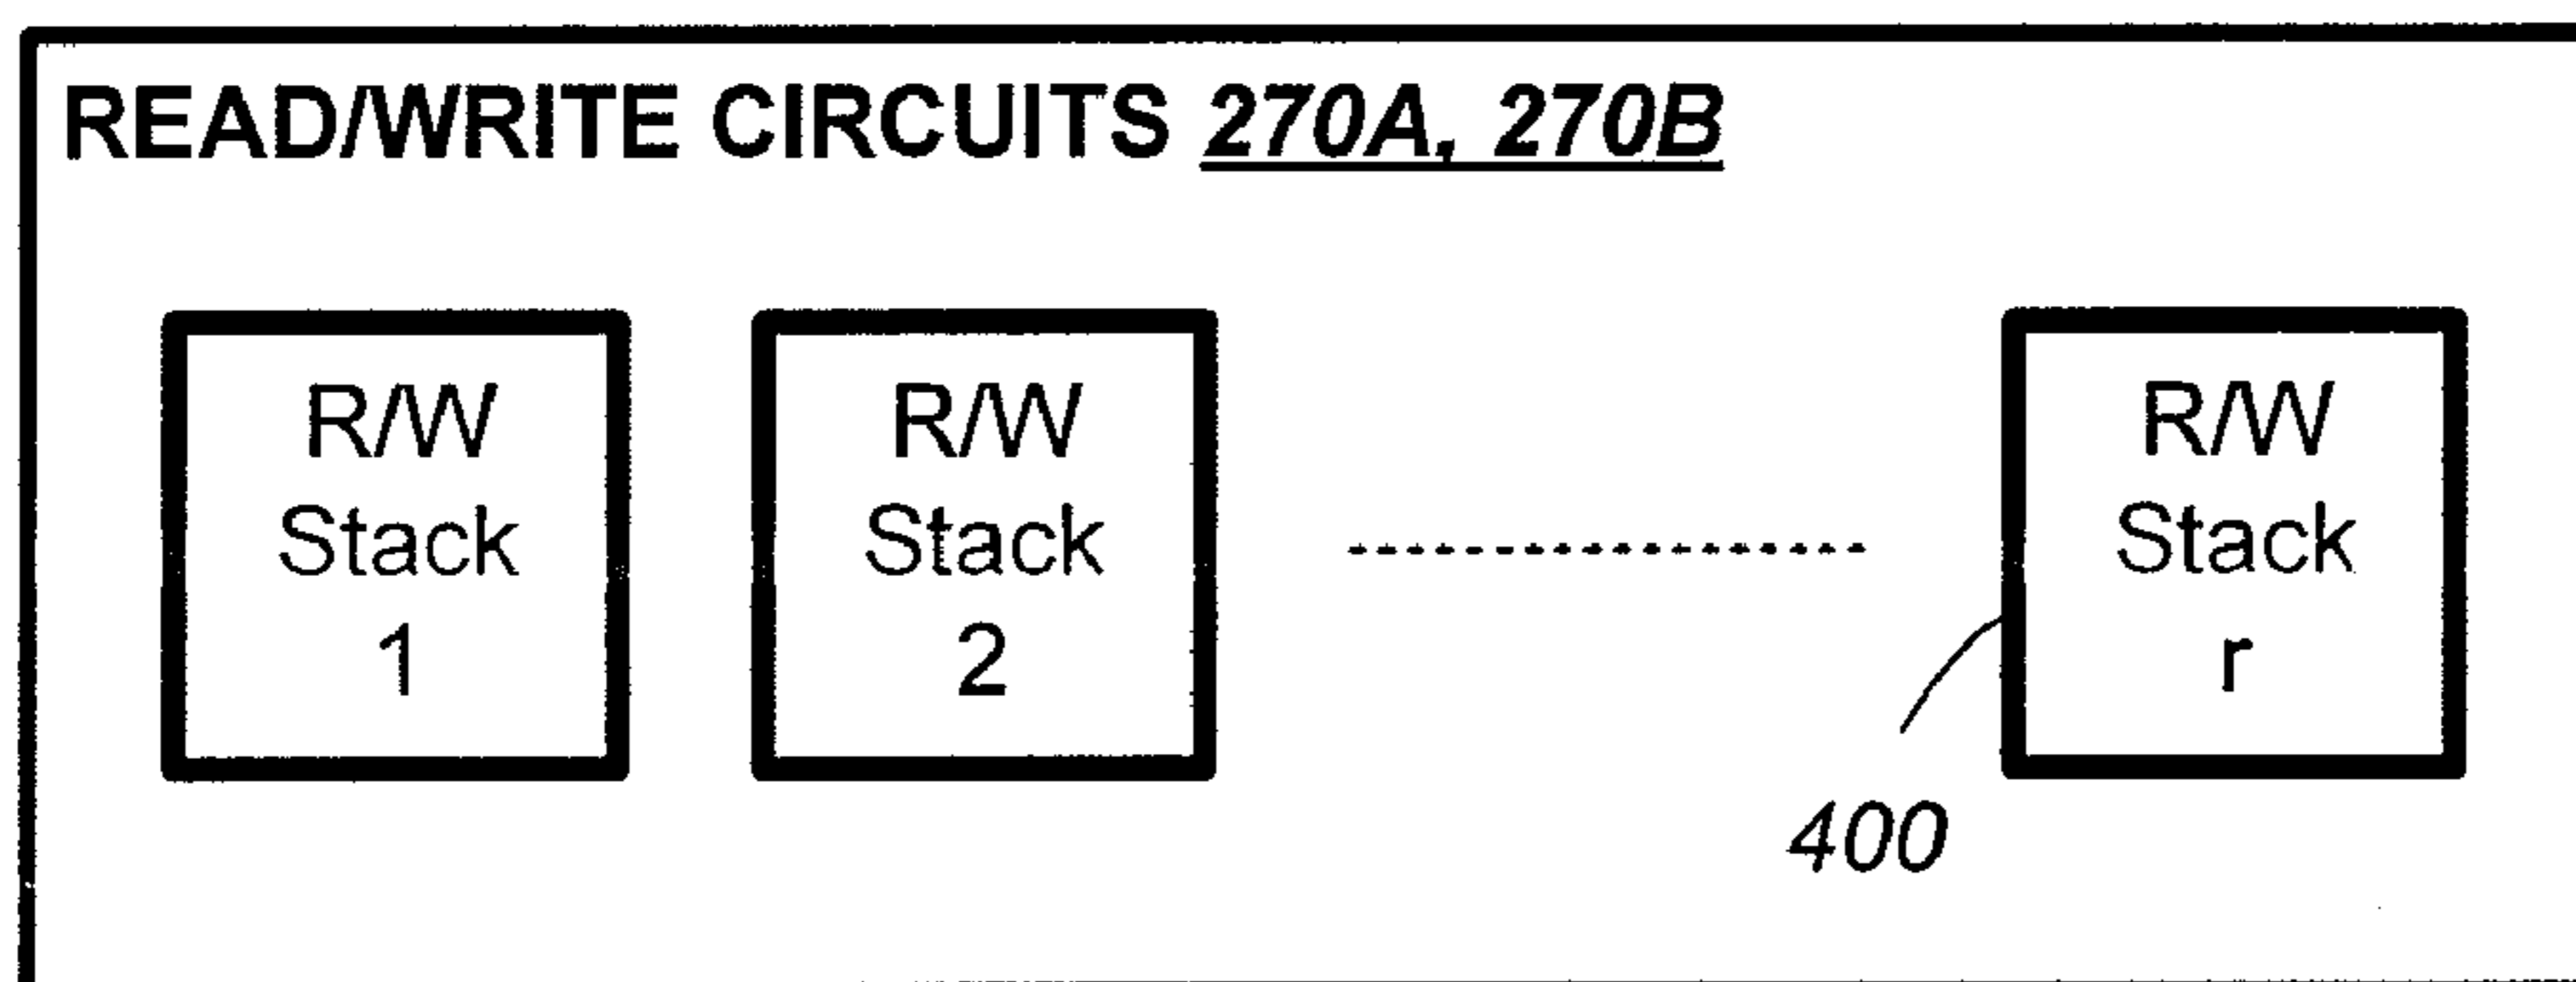 READ/WRITE CIRCUITS 270A, 270B
R/W
Stack
1
R/W
Stack
2
R/W
Stack
r
400